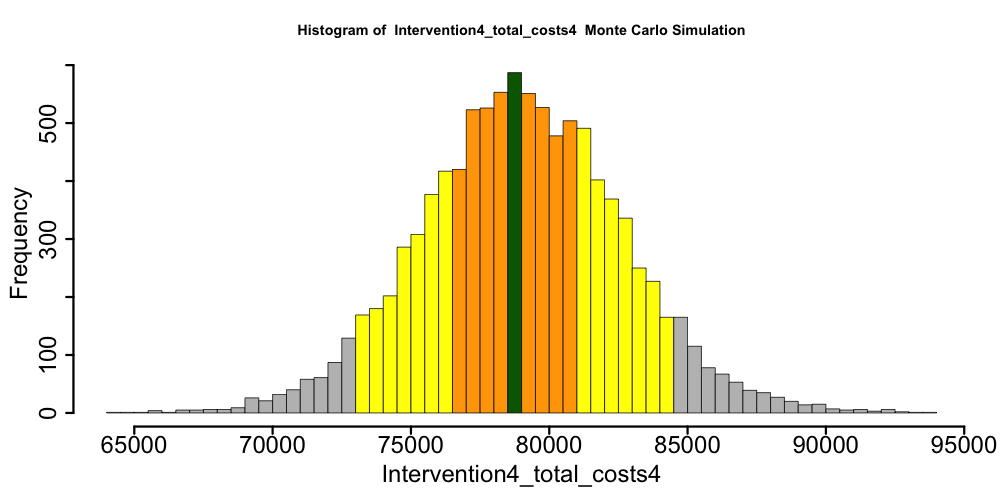 Histogram of  Intervention4_total_costs4  Monte Carlo Simulation
Frequency
500
300
100
0
65000 70000 75000 80000 85000 90000 95000
Intervention4_total_costs4